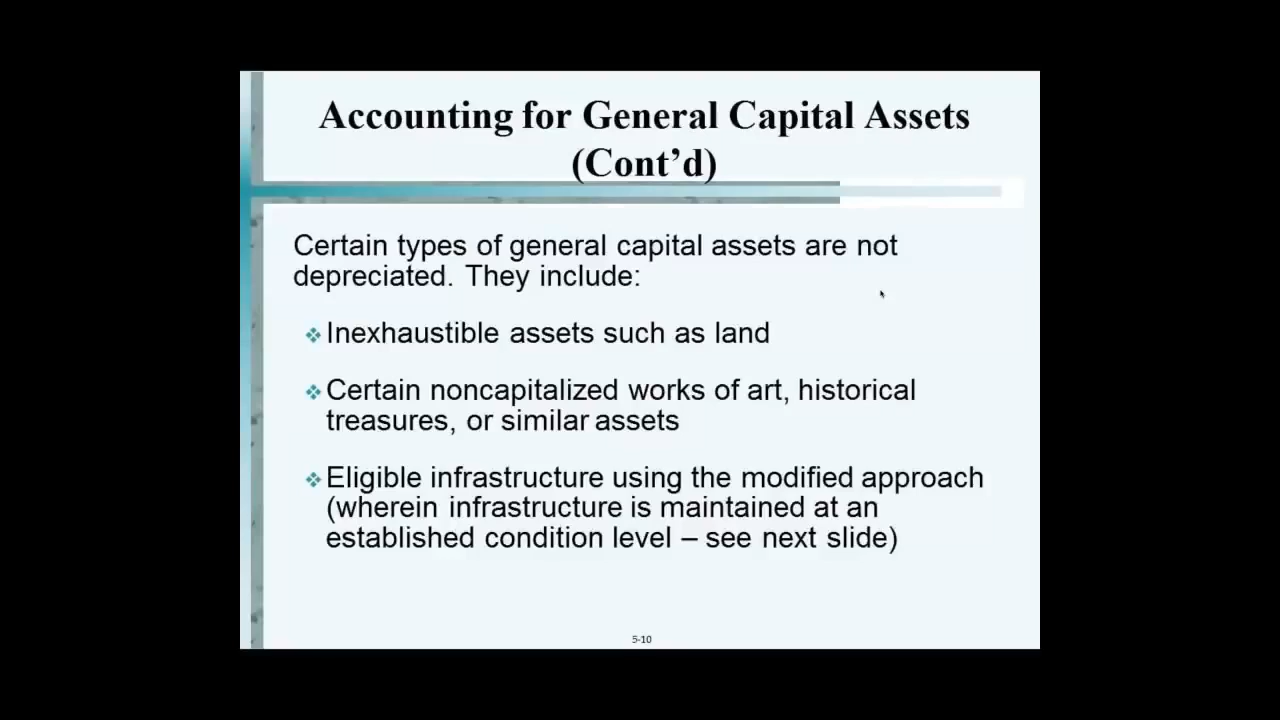 Accounting for General Capital Assets
(Cont’d)
Certain types of general capital assets are not
depreciated. They include:
Inexhaustible assets such as land
Certain noncapitalized works of art, historical
treasures, or similar assets
Eligible infrastructure using the modified approach
(wherein infrastructure is maintained at an
established condition level – see next slide)
5-10